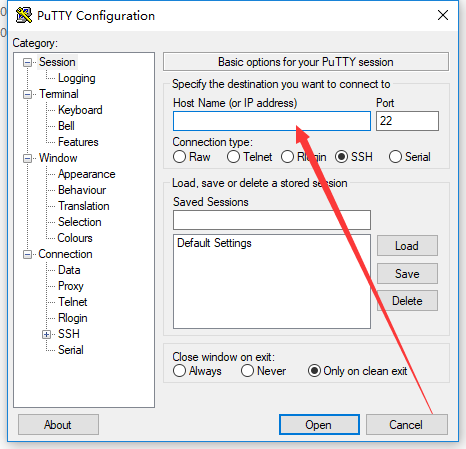 PuTTY Configuration
Category:
Session
Logging
Terminal
Keyboard
Bell
Features
Window
Appearance
Behaviour
Translation
Selection
Colours
Connection
Data
Proxy
Telnet
Rlogin
SSH
Serial
Basic options for your PuTTY session
Specify the destination you want to connect to
Host Name (or IP address) Port
22
Connection type:
Raw Telnet Rlogin SSH Serial
Load, save or delete a stored session
Saved Sessions
Default Settings
Load
Save
Delete
Close window on exit:
Always Never Only on clean exit
About Open Cancel